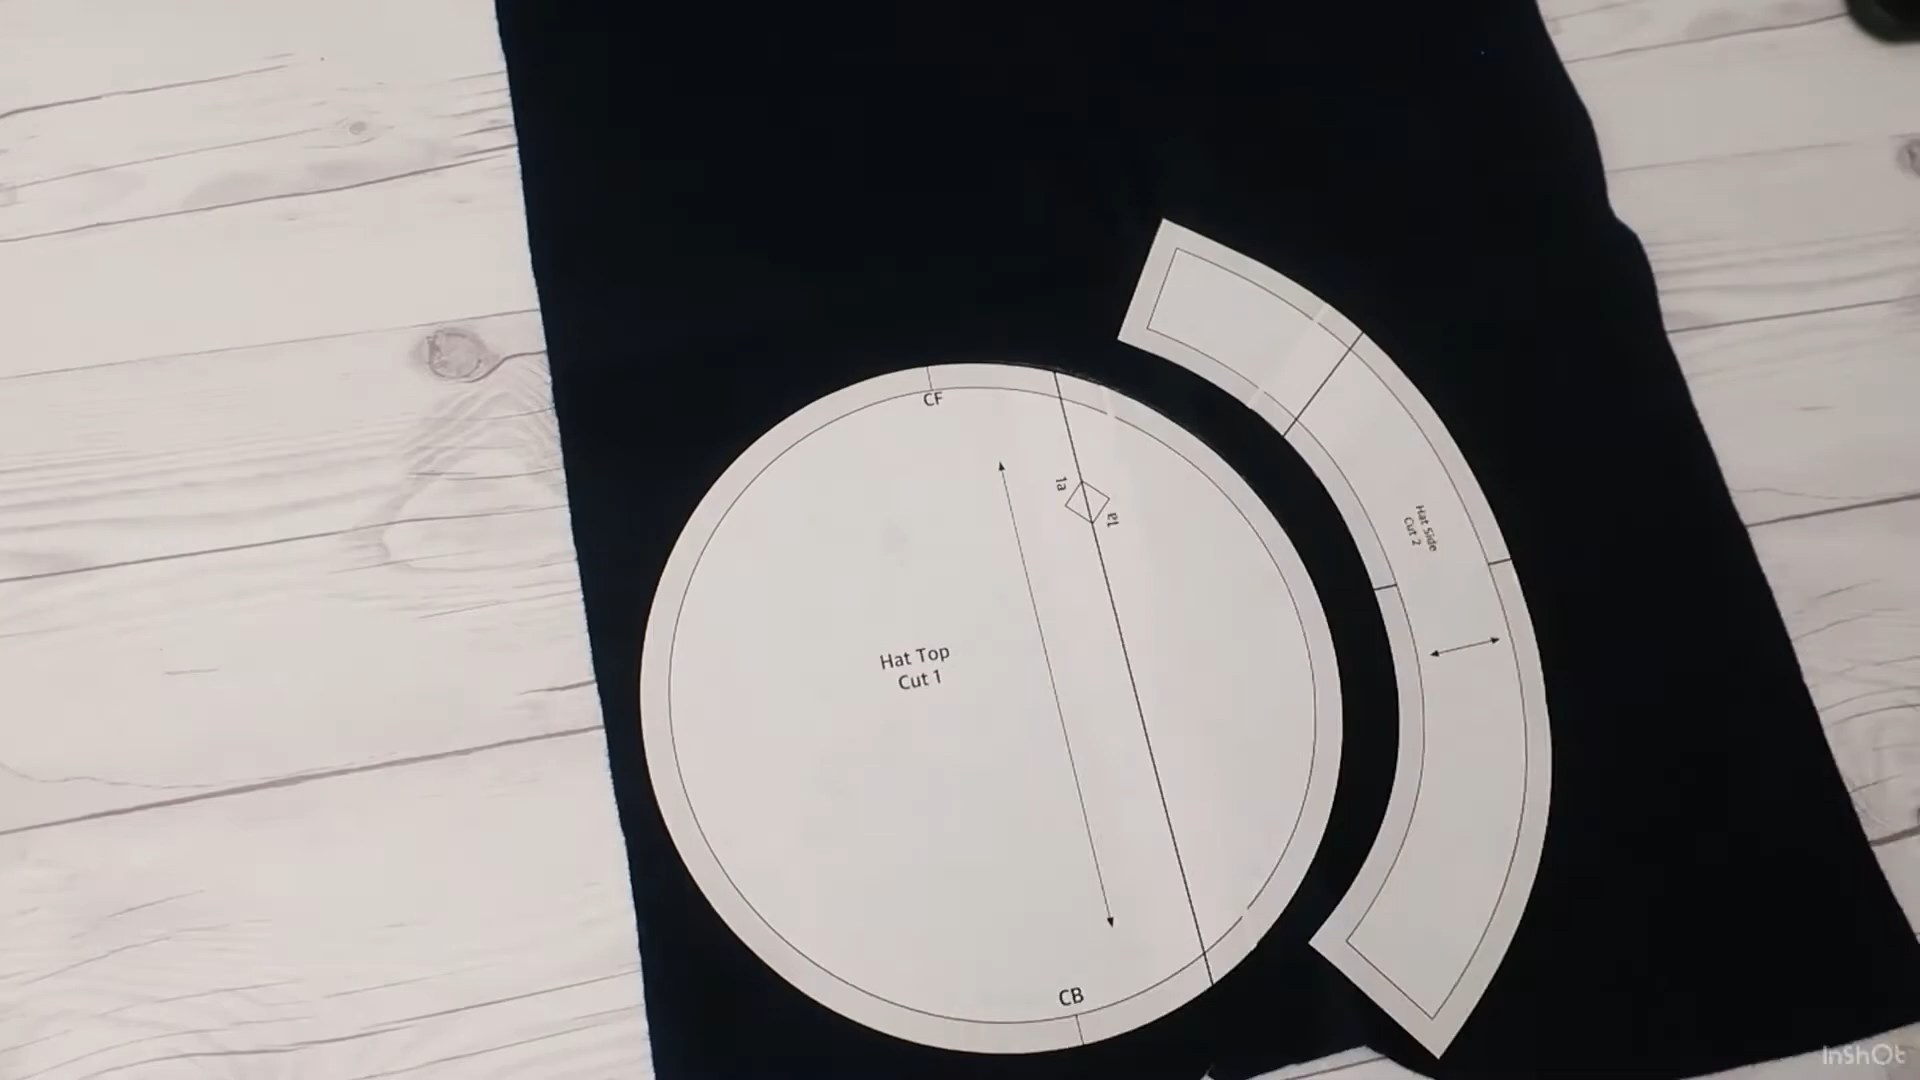 CF
1a
1a
Hat Side
Cut 2
Hat Top
Cut 1
CB
InShOt